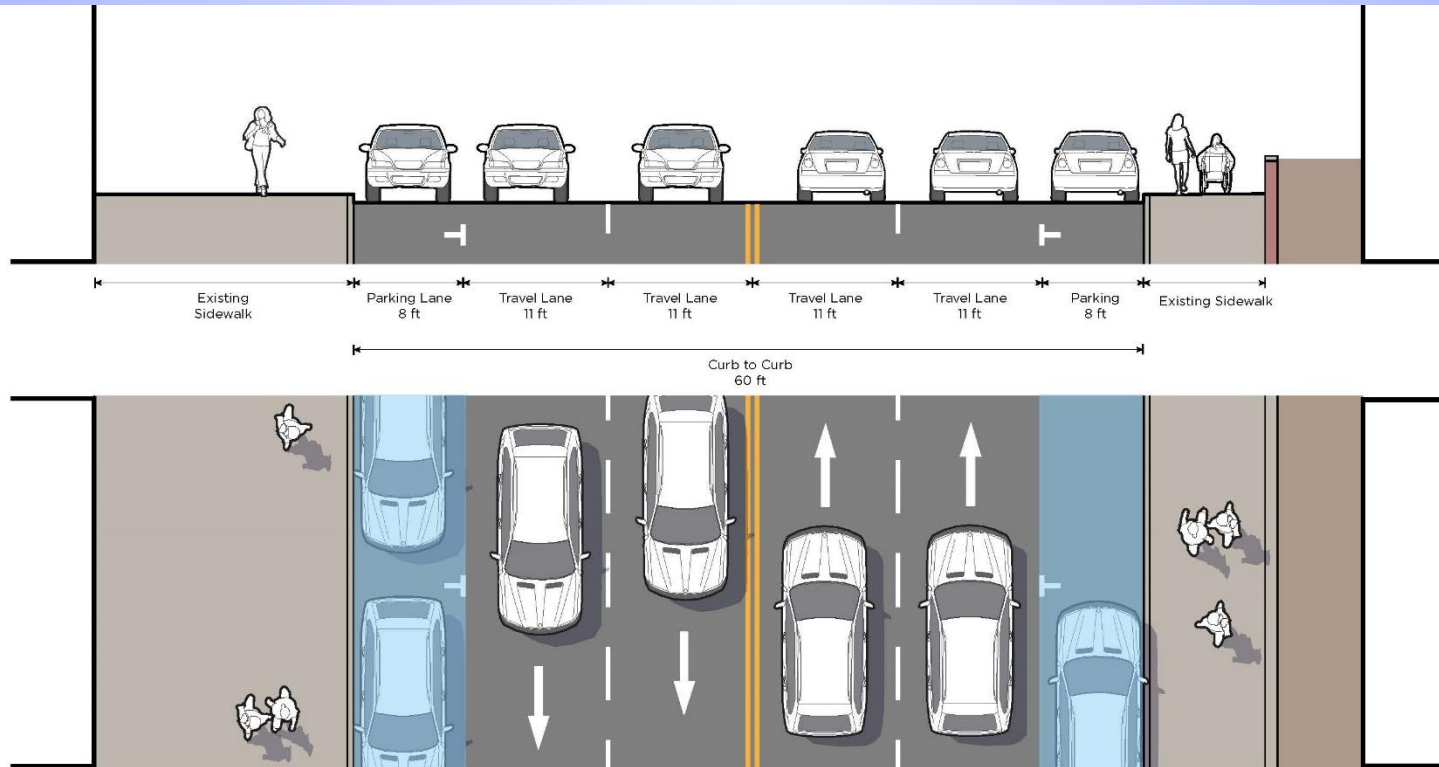 Existing
Sidewalk
Parking Lane
8 ft
Travel Lane
11 ft
Travel Lane
11 ft
Travel Lane
11 ft
Travel Lane
11 ft
Parking
8 ft
Existing Sidewalk
Curb to Curb
60 ft